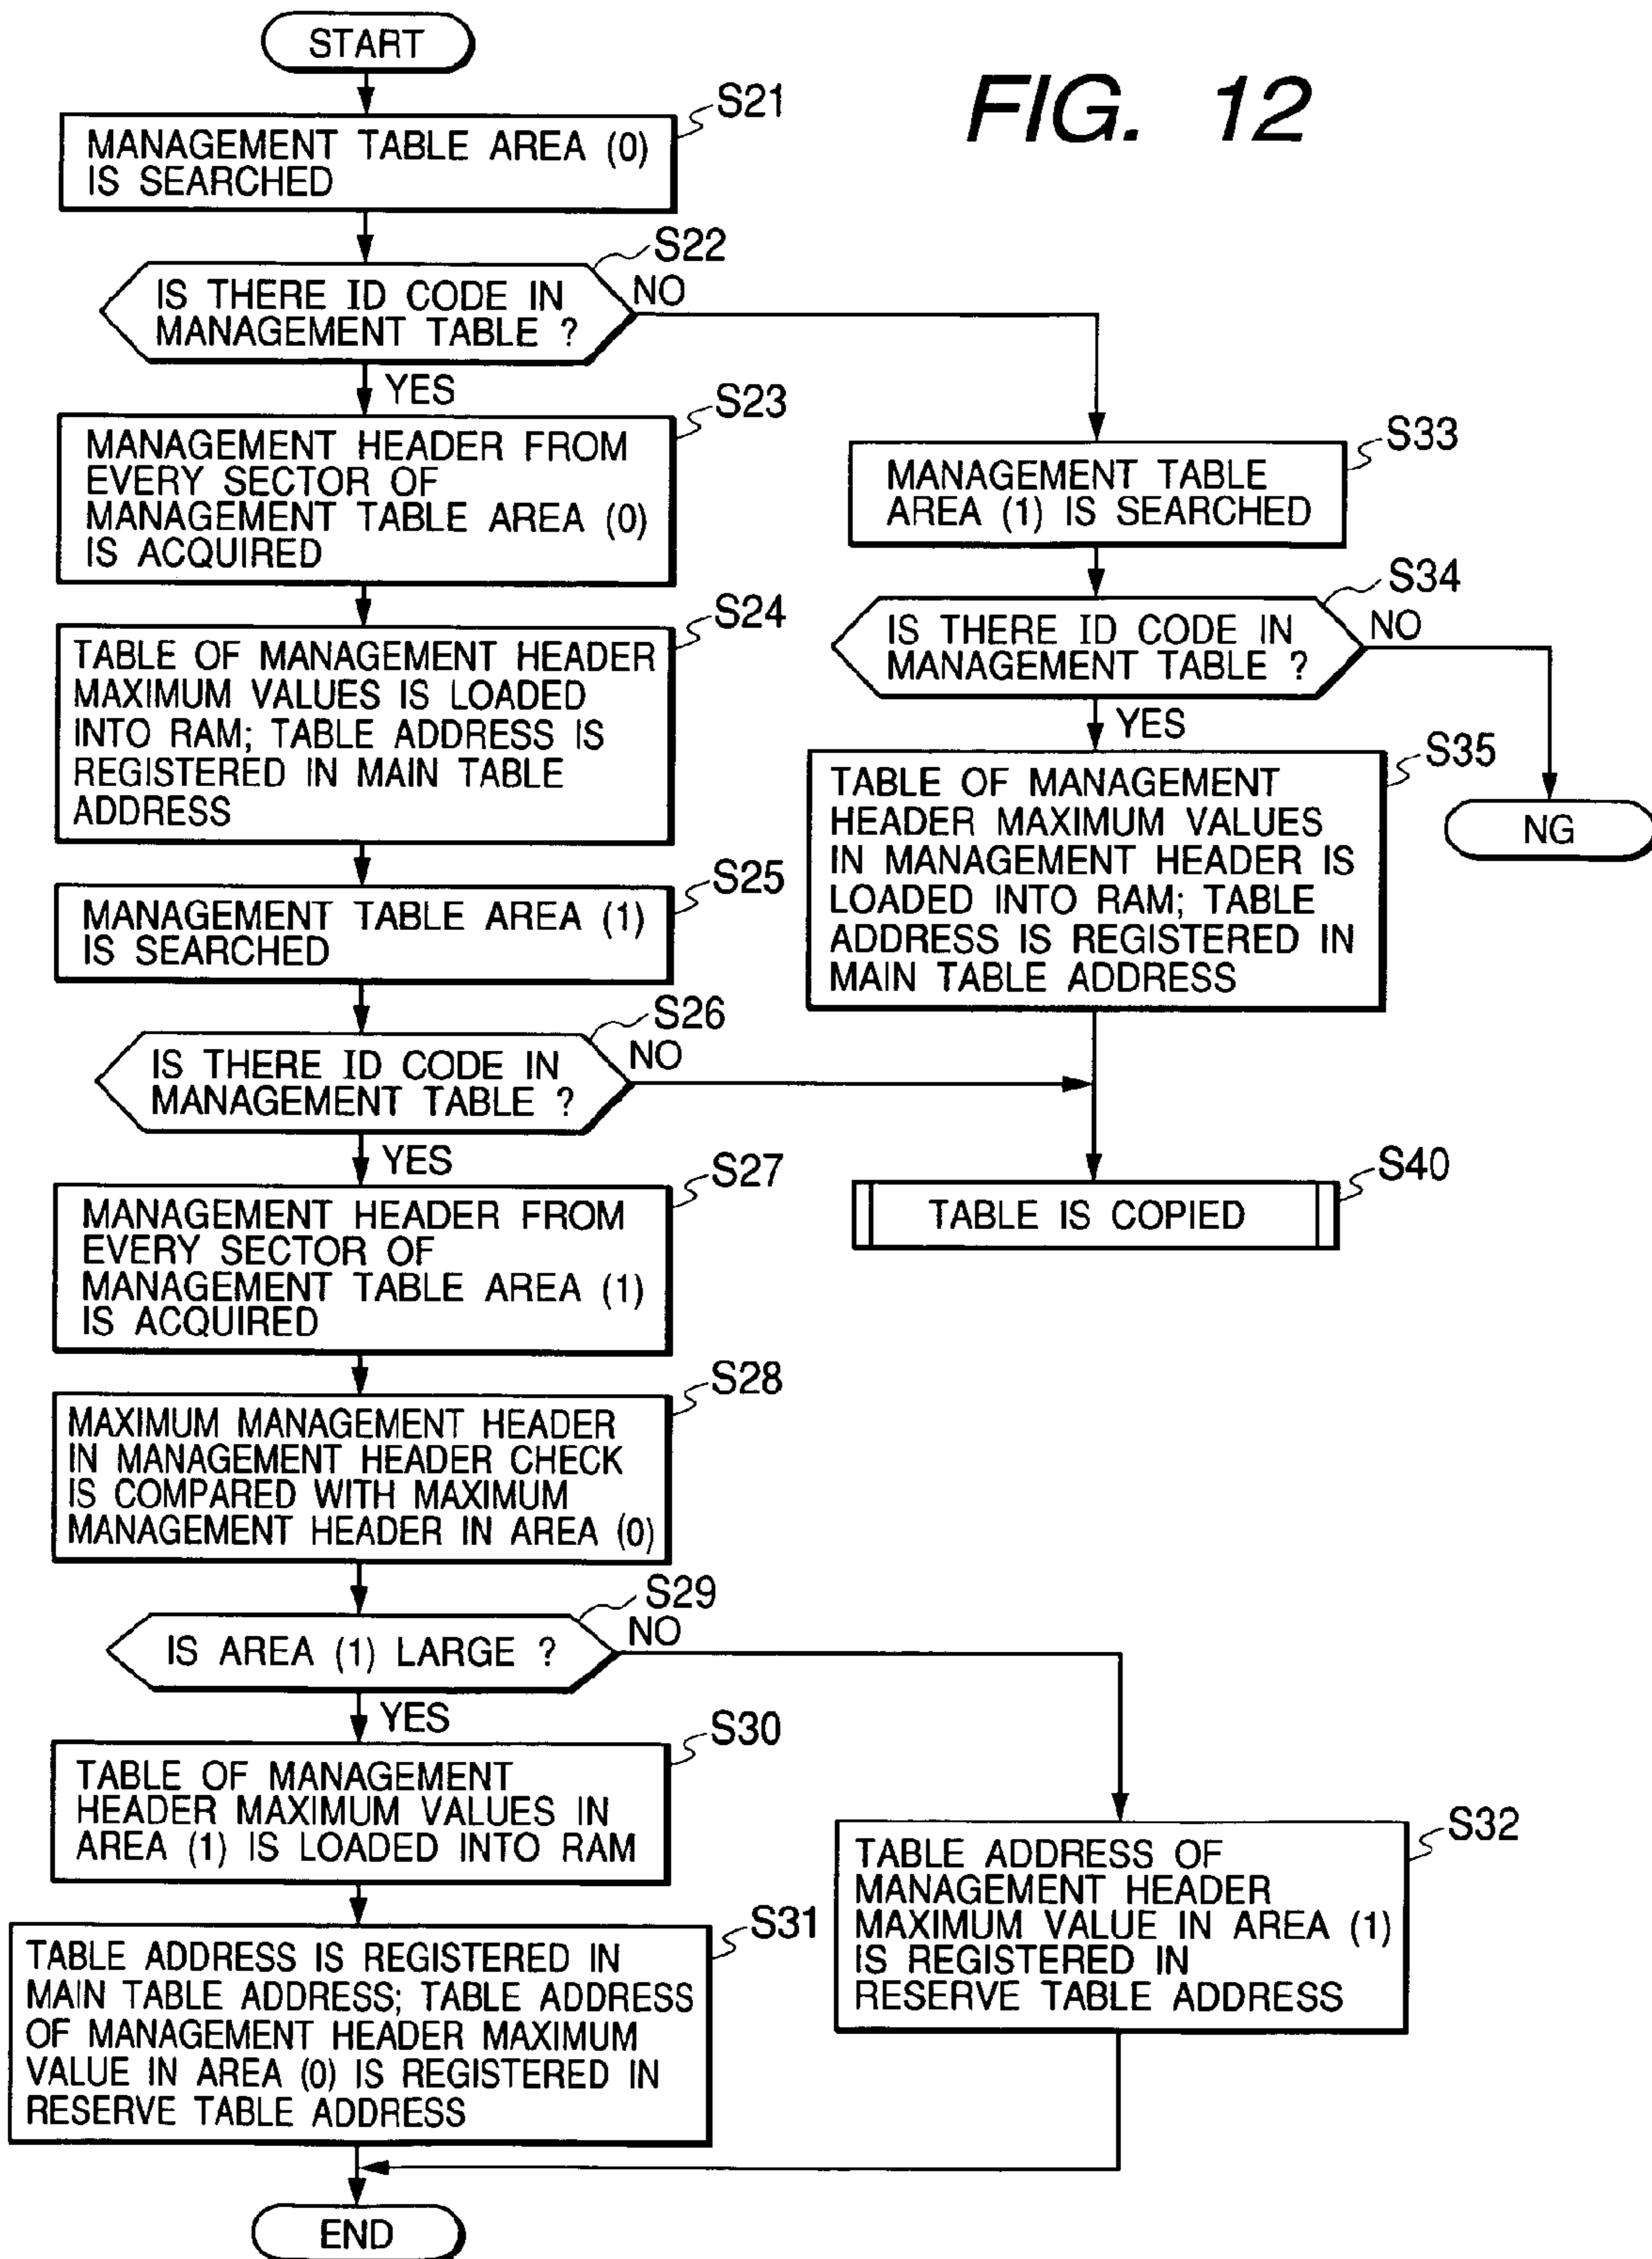 START
FIG. 12
S21
MANAGEMENT TABLE AREA (0)
IS SEARCHED
S22
IS THERE ID CODE IN
MANAGEMENT TABLE ?
NO
YES
S23
MANAGEMENT HEADER FROM
EVERY SECTOR OF
MANAGEMENT TABLE AREA (0)
IS ACQUIRED
S24
TABLE OF MANAGEMENT HEADER
MAXIMUM VALUES IS LOADED
INTO RAM; TABLE ADDRESS IS
REGISTERED IN MAIN TABLE
ADDRESS
S25
MANAGEMENT TABLE AREA (1)
IS SEARCHED
S26
IS THERE ID CODE IN
MANAGEMENT TABLE ?
NO
YES
S27
MANAGEMENT HEADER FROM
EVERY SECTOR OF
MANAGEMENT TABLE AREA (1)
IS ACQUIRED
S28
MAXIMUM MANAGEMENT HEADER
IN MANAGEMENT HEADER CHECK
IS COMPARED WITH MAXIMUM
MANAGEMENT HEADER IN AREA (0)
S29
IS AREA (1) LARGE ?
NO
YES
S30
TABLE OF MANAGEMENT
HEADER MAXIMUM VALUES IN
AREA (1) IS LOADED INTO RAM
S31
TABLE ADDRESS IS REGISTERED IN
MAIN TABLE ADDRESS; TABLE ADDRESS
OF MANAGEMENT HEADER MAXIMUM
VALUE IN AREA (0) IS REGISTERED IN
RESERVE TABLE ADDRESS
END
S33
MANAGEMENT TABLE
AREA (1) IS SEARCHED
S34
IS THERE ID CODE IN
MANAGEMENT TABLE ?
NO
YES
NG
S35
TABLE OF MANAGEMENT
HEADER MAXIMUM VALUES
IN MANAGEMENT HEADER IS
LOADED INTO RAM; TABLE
ADDRESS IS REGISTERED IN
MAIN TABLE ADDRESS
S40
TABLE IS COPIED
S32
TABLE ADDRESS OF
MANAGEMENT HEADER
MAXIMUM VALUE IN AREA (1)
IS REGISTERED IN
RESERVE TABLE ADDRESS